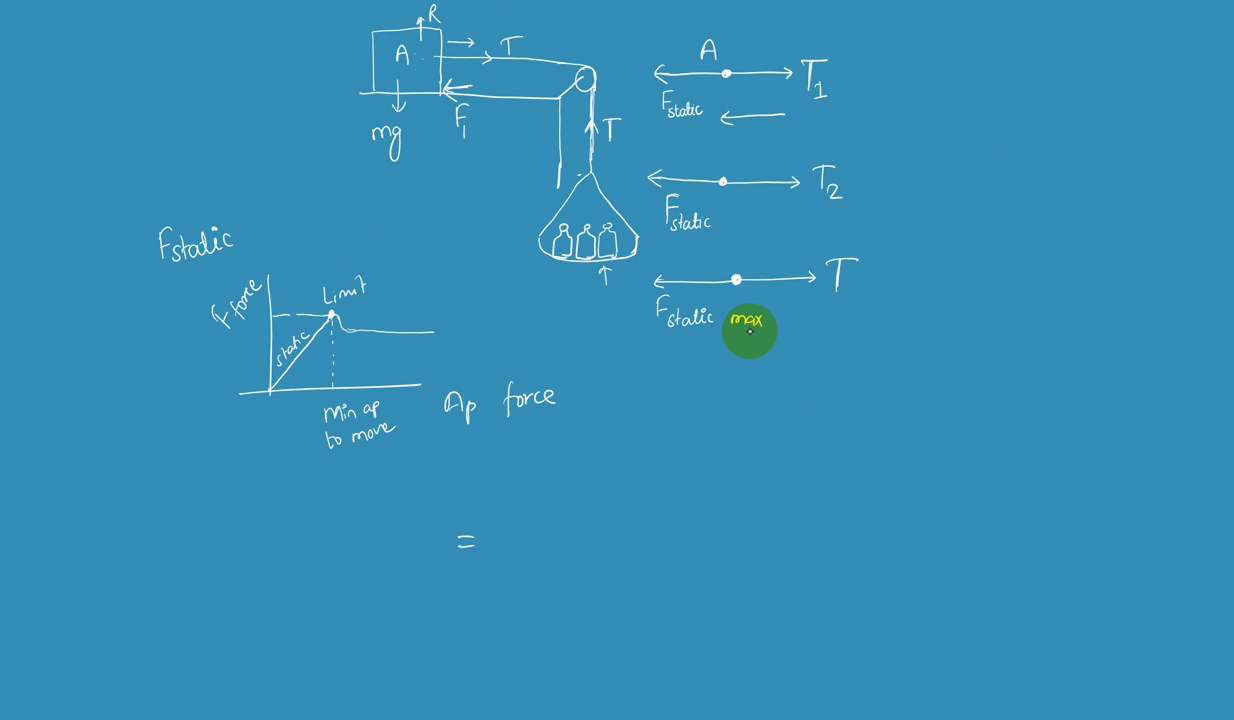 R
A
T
F1
mg
T
A
Fstatic
T1
Fstatic
T2
Fstatic max
T
Fstatic
F force
Limit
static
Min ap
to move
Ap force
=